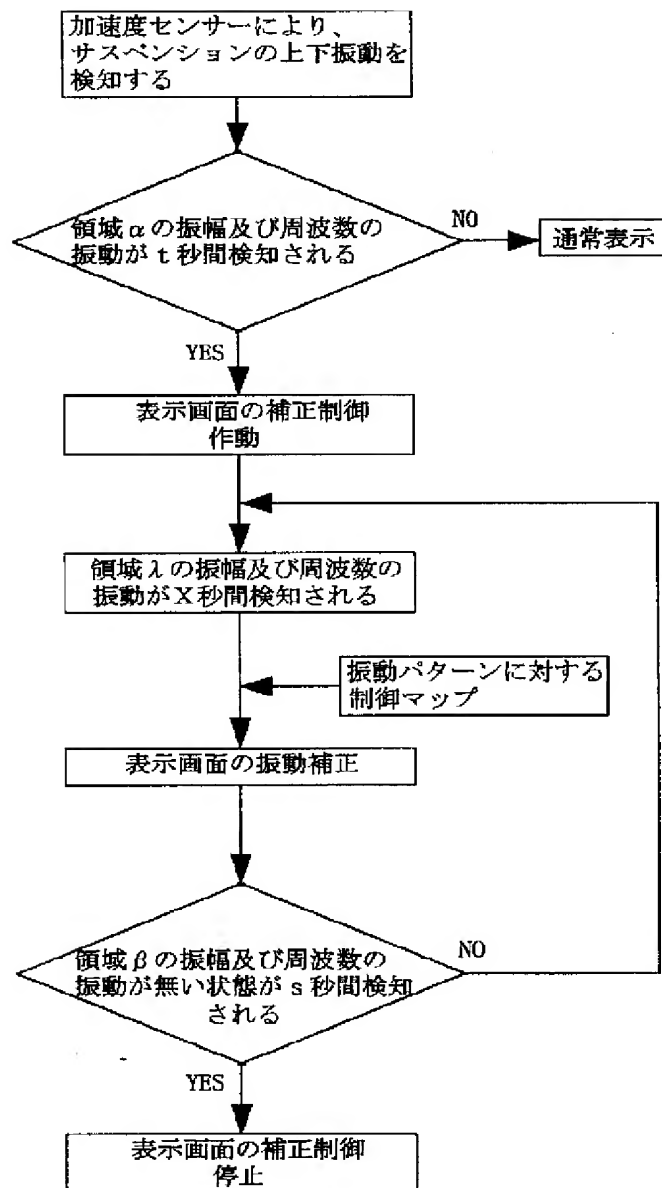 加速度センサーにより、
サスペンションの上下振動を
検知する
領域αの振幅及び周波数の
振動がt秒間検知される
NO
通常表示
YES
表示画面の補正制御
作動
領域λの振幅及び周波数の
振動がX秒間検知される
振動パターンに対する
制御マップ
表示画面の振動補正
領域βの振幅及び周波数の
振動が無い状態がs秒間検知
される
NO
YES
表示画面の補正制御
停止